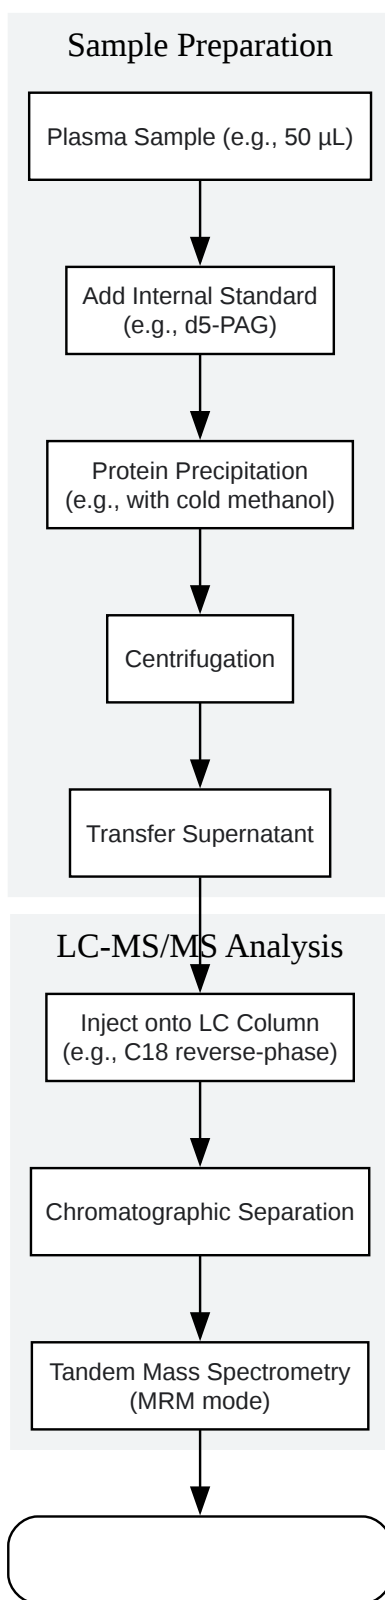 Sample Preparation
Plasma Sample (e.g., 50 µL)
Add Internal Standard
(e.g., d5-PAG)
Protein Precipitation
(e.g., with cold methanol)
Centrifugation
Transfer Supernatant
LC-MS/MS Analysis
Inject onto LC Column
(e.g., C18 reverse-phase)
Chromatographic Separation
Tandem Mass Spectrometry
(MRM mode)